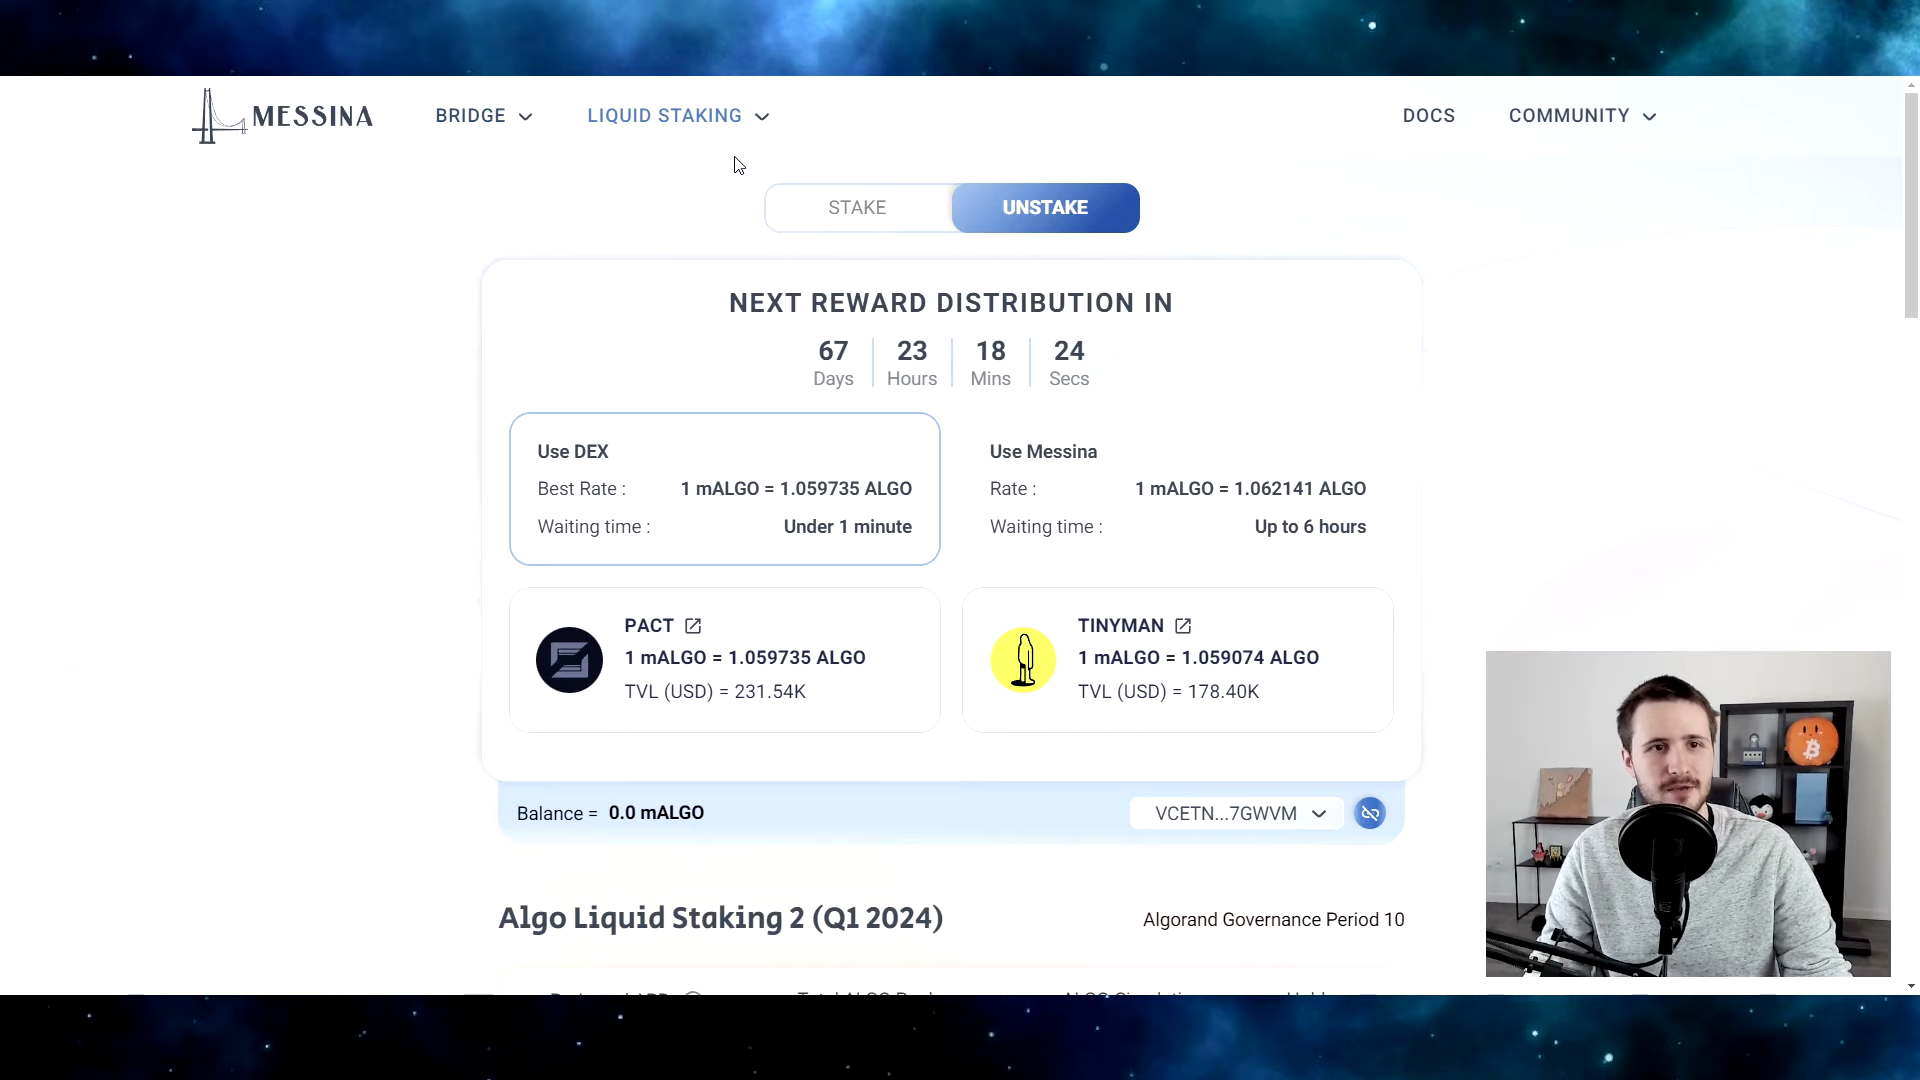 MESSINA
BRIDGE
LIQUID STAKING
DOCS
COMMUNITY
STAKE
UNSTAKE
NEXT REWARD DISTRIBUTION IN
67 23 18 24
Days Hours Mins Secs
Use DEX
Best Rate : 1 mALGO = 1.059735 ALGO
Waiting time : Under 1 minute
Use Messina
Rate : 1 mALGO = 1.062141 ALGO
Waiting time : Up to 6 hours
PACT
1 mALGO = 1.059735 ALGO
TVL (USD) = 231.54K
TINYMAN
1 mALGO = 1.059074 ALGO
TVL (USD) = 178.40K
Balance = 0.0 mALGO
VCETN...7GWVM
Algo Liquid Staking 2 (Q1 2024)
Algorand Governance Period 10